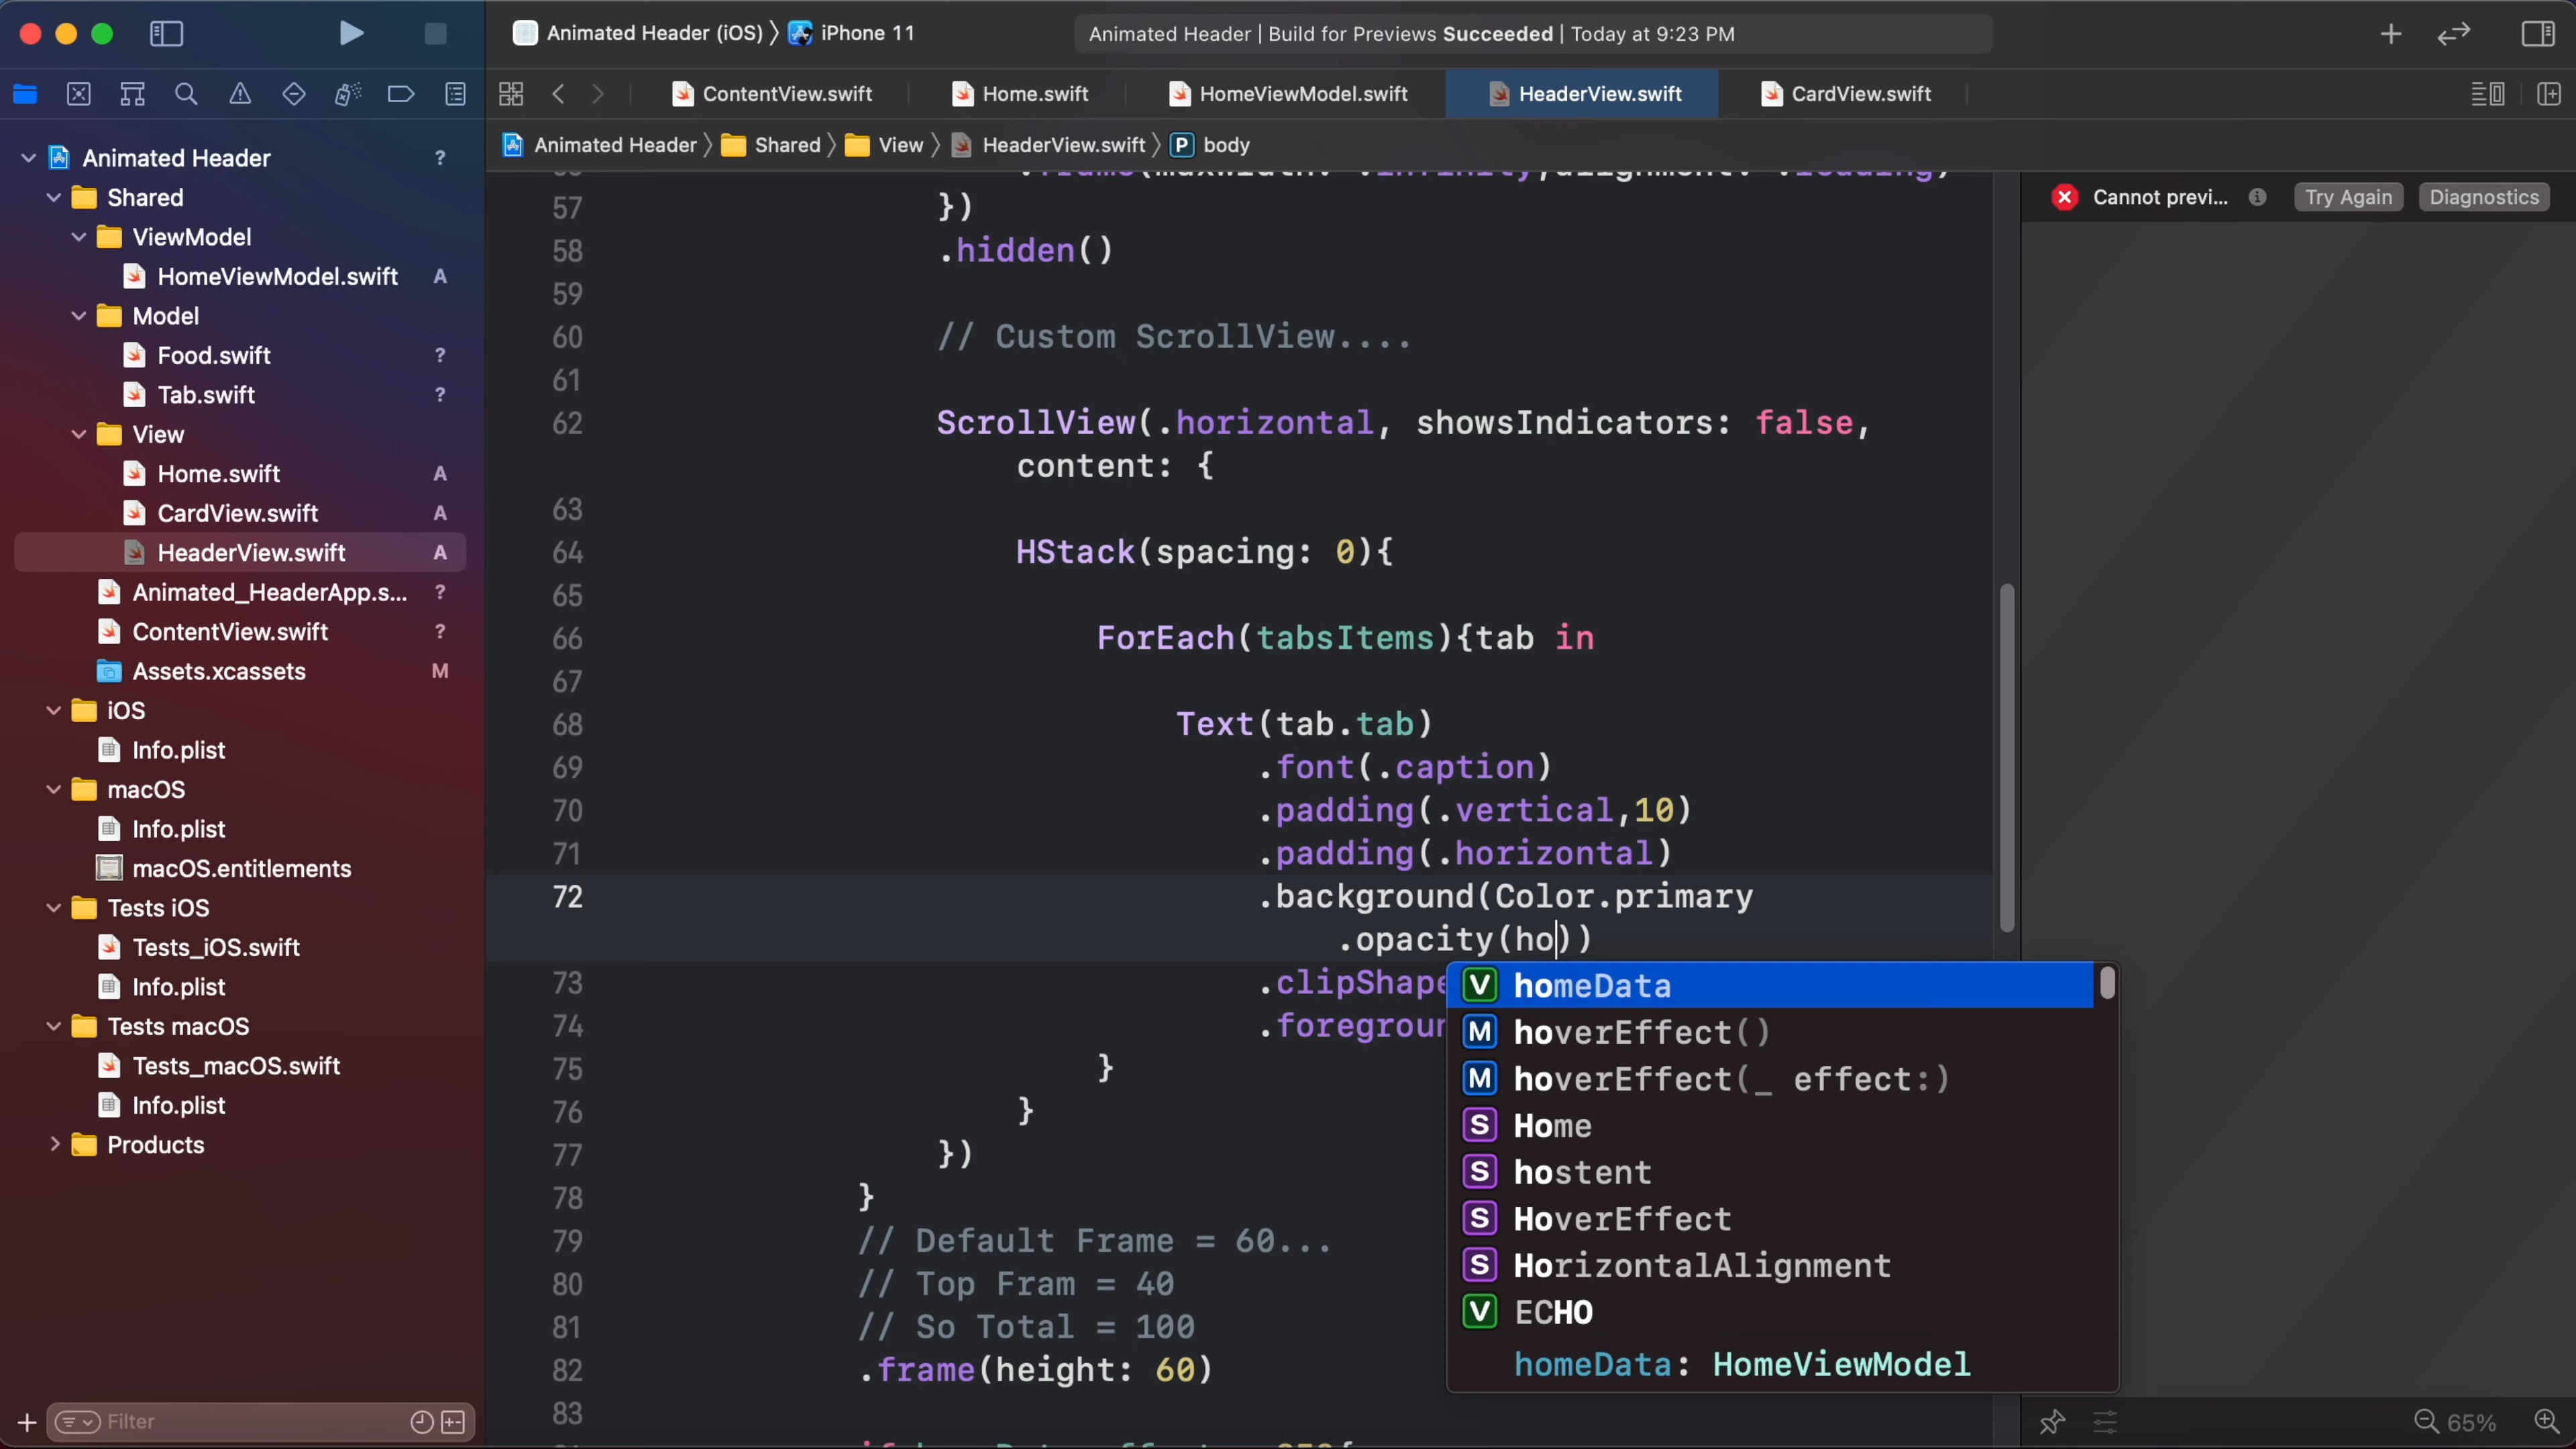 Animated Header (iOS) 〉 iPhone 11
Animated Header | Build for Previews Succeeded | Today at 9:23 PM
ContentView.swift
Home.swift
HomeViewModel.swift
HeaderView.swift
CardView.swift
Animated Header 〉 Shared 〉 View 〉 HeaderView.swift 〉 P body
Animated Header ?
Shared
ViewModel
HomeViewModel.swift A
Model
Food.swift ?
Tab.swift ?
View
Home.swift A
CardView.swift A
HeaderView.swift A
Animated_HeaderApp.s... ?
ContentView.swift ?
Assets.xcassets M
iOS
Info.plist
macOS
Info.plist
macOS.entitlements
Tests iOS
Tests_iOS.swift
Info.plist
Tests macOS
Tests_macOS.swift
Info.plist
Products
Filter
57 })
58 .hidden()
59
60 // Custom ScrollView....
61
62 ScrollView(.horizontal, showsIndicators: false,
content: {
63
64 HStack(spacing: 0){
65
66 ForEach(tabsItems){tab in
67
68 Text(tab.tab)
69 .font(.caption)
70 .padding(.vertical,10)
71 .padding(.horizontal)
72 .background(Color.primary
.opacity(ho))
73 .clipShape
74 .foregroun
75 }
76 }
77 })
78 }
79 // Default Frame = 60...
80 // Top Fram = 40
81 // So Total = 100
82 .frame(height: 60)
83
V homeData
M hoverEffect()
M hoverEffect(_ effect:)
S Home
S hostent
S HoverEffect
S HorizontalAlignment
V ECHO
homeData: HomeViewModel
Cannot previ... Try Again Diagnostics
65%